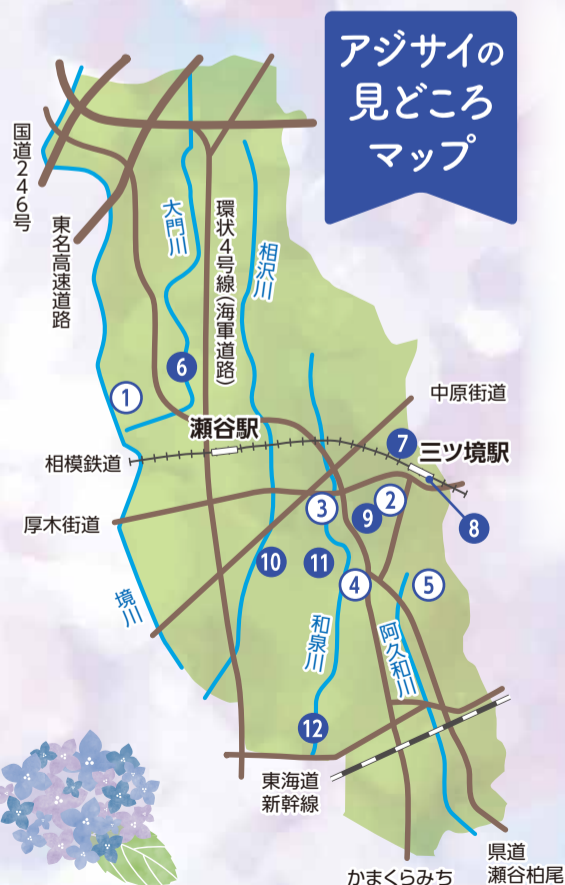 アジサイの
見どころ
マップ
国道246号
東名高速道路
大門川
環状4号線(海軍道路)
相沢川
中原街道
1
6
瀬谷駅
7
三ツ境駅
相模鉄道
厚木街道
3
9
2
8
10
11
4
5
境川
和泉川
阿久和川
12
東海道
新幹線
かまくらみち
県道
瀬谷柏尾